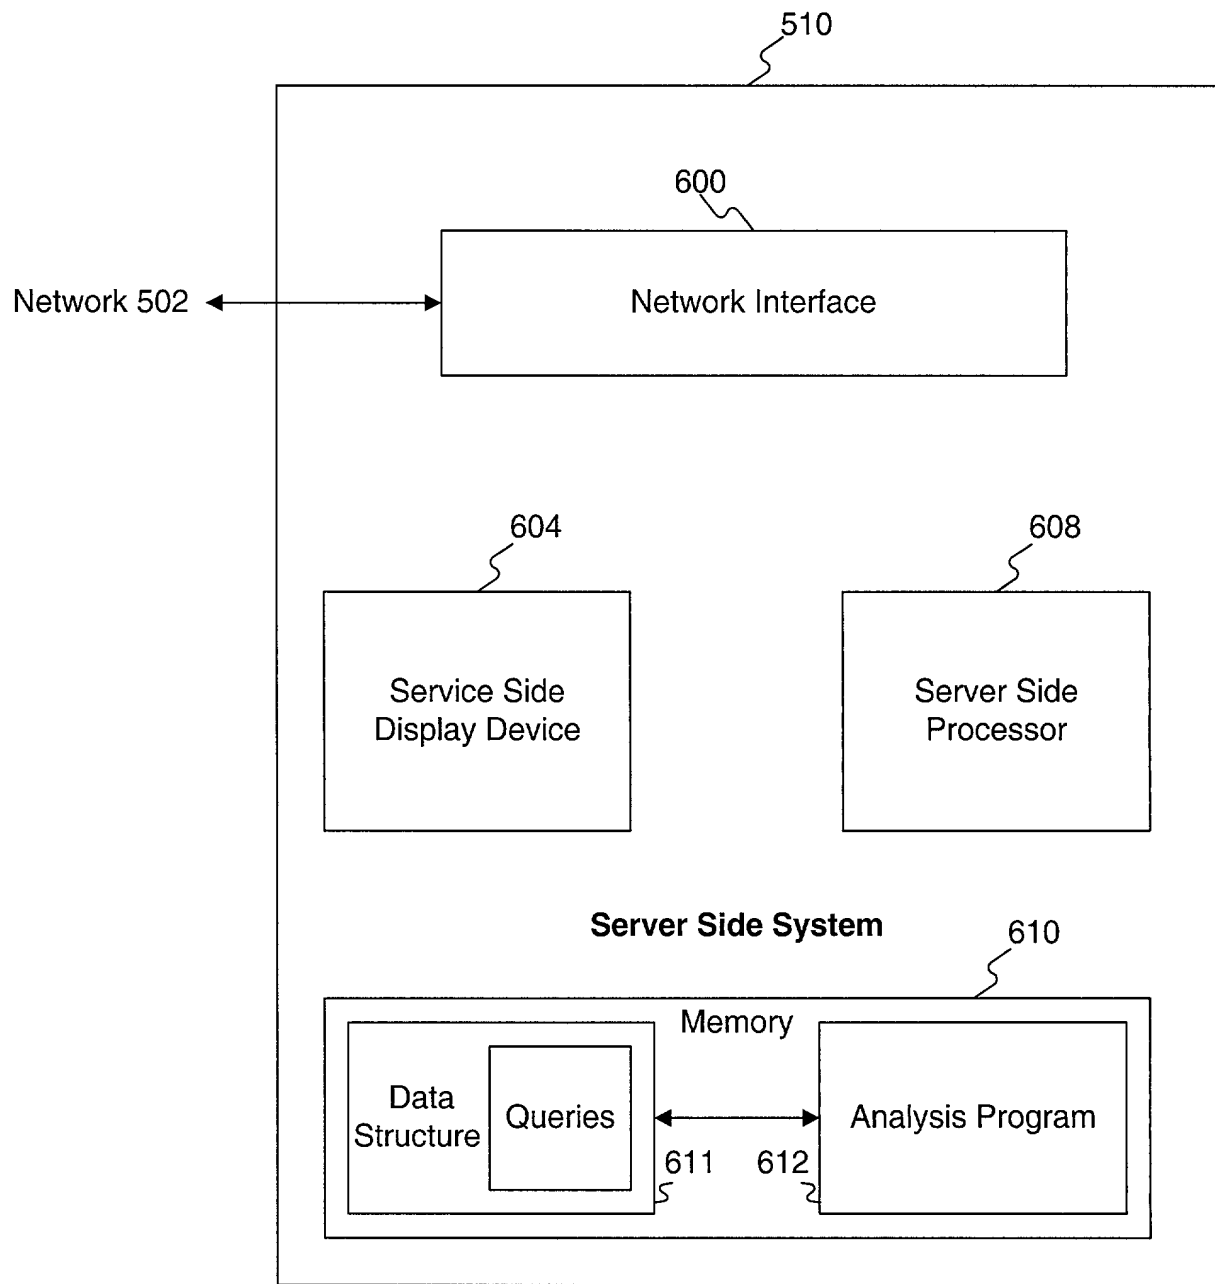 510
600
Network 502
Network Interface
604
608
Service Side
Display Device
Server Side
Processor
Server Side System
610
Memory
Data
Structure
Queries
Analysis Program
611
612